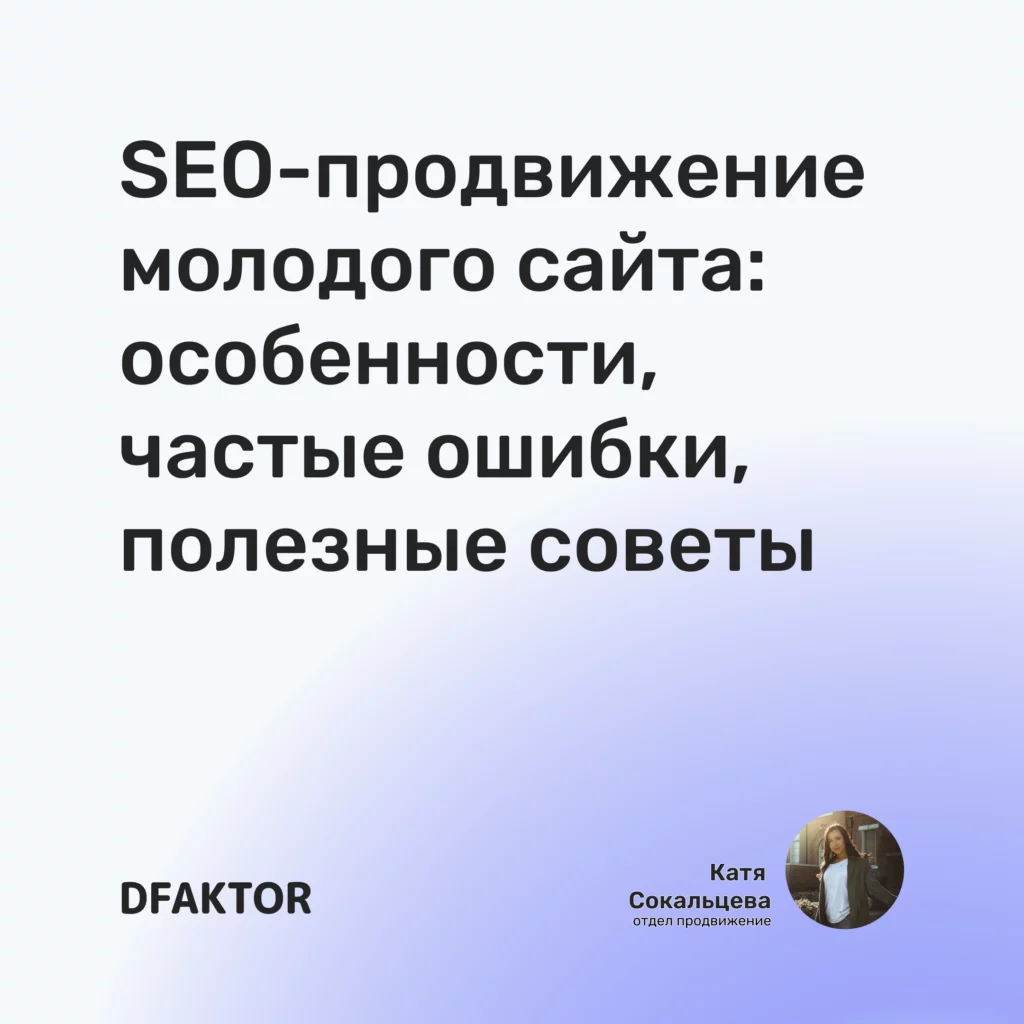 SEO-продвижение
молодого сайта:
особенности,
частые ошибки,
полезные советы
DFAKTOR
Катя
Сокальцева
отдел продвижение